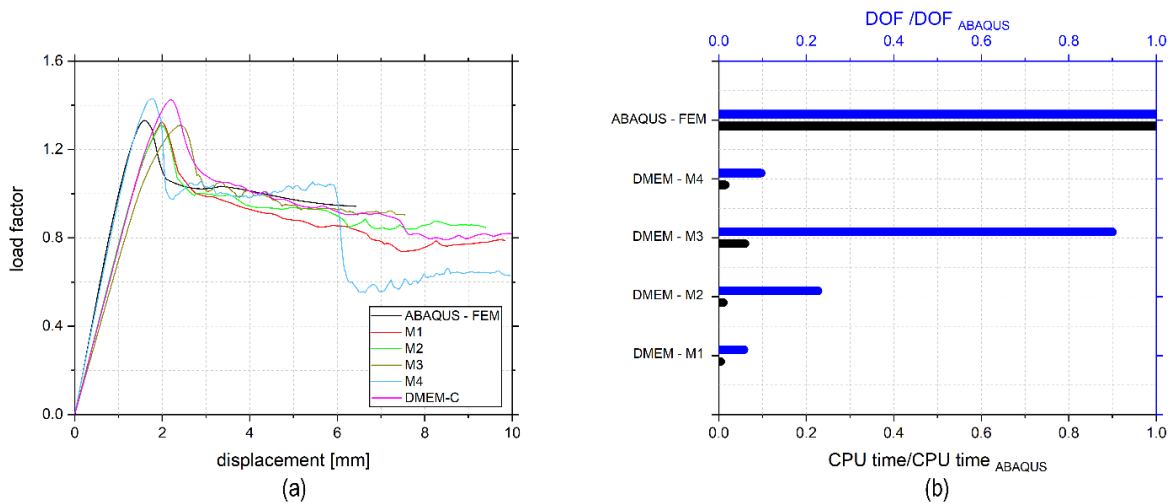 1.6
1.2
0.8
0.4
0.0
load factor
0
2
4
6
8
10
displacement [mm]
ABAQUS - FEM
M1
M2
M3
M4
DMEM-C
(a)
DOF /DOF ABAQUS
0.0
0.2
0.4
0.6
0.8
1.0
ABAQUS - FEM
DMEM - M4
DMEM - M3
DMEM - M2
DMEM - M1
0.0
0.2
0.4
0.6
0.8
1.0
CPU time/CPU time ABAQUS
(b)